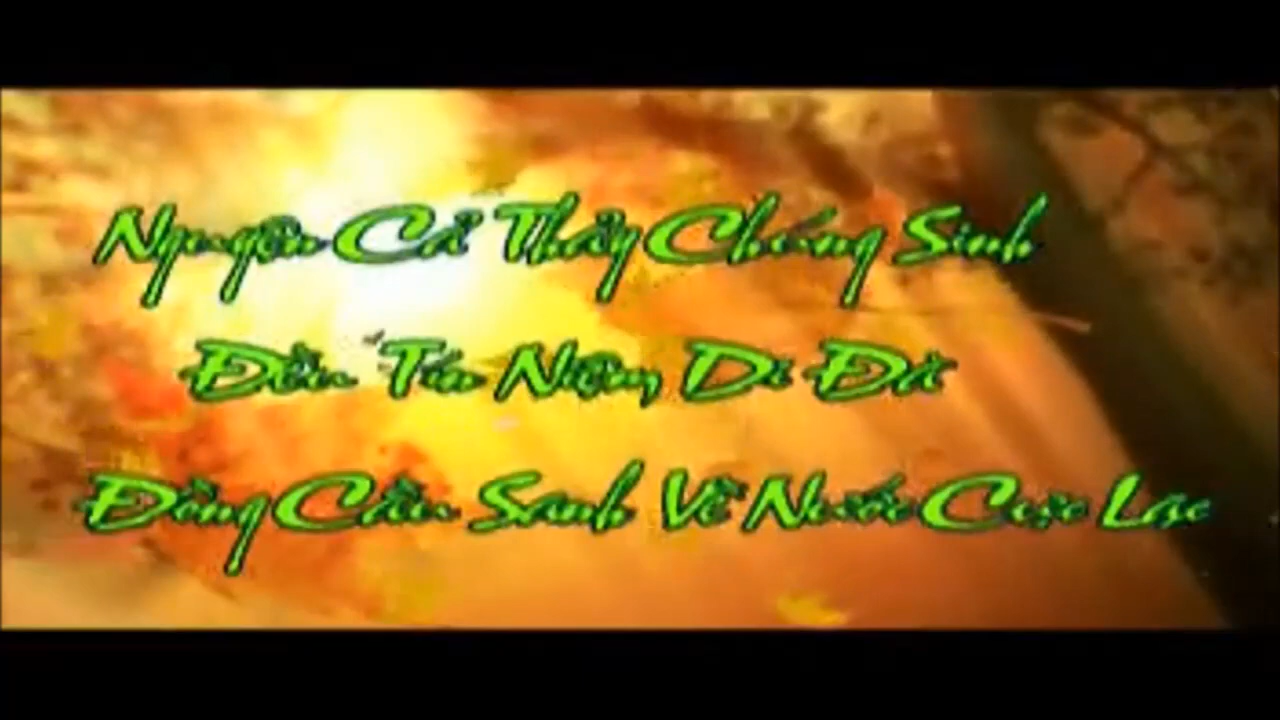 Nguyện Cả Thảy Chúng Sinh
Đều Tín Niệm Di Đà
Đồng Cầu Sanh Về Nước Cực Lạc